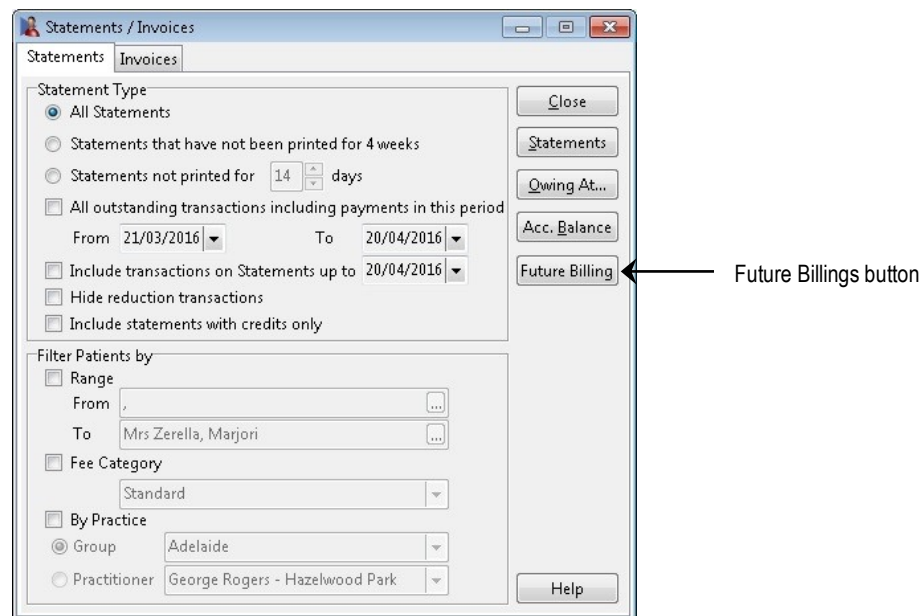 Statements / Invoices
Statements Invoices
Statement Type
All Statements
Statements that have not been printed for 4 weeks
Statements not printed for 14 days
All outstanding transactions including payments in this period
From 21/03/2016 To 20/04/2016
Include transactions on Statements up to 20/04/2016
Hide reduction transactions
Include statements with credits only
Close
Statements
Owing At...
Acc. Balance
Future Billing
Future Billings button
Filter Patients by
Range
From , ...
To Mrs Zerella, Marjori ...
Fee Category
Standard
By Practice
Group Adelaide
Practitioner George Rogers - Hazelwood Park
Help